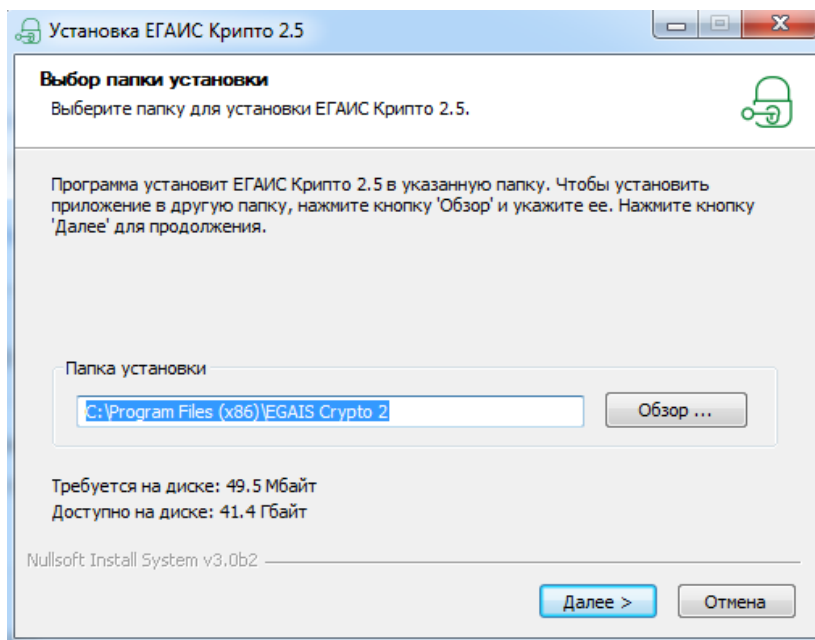 Установка ЕГАИС Крипто 2.5
Выбор папки установки
Выберите папку для установки ЕГАИС Крипто 2.5.
Программа установит ЕГАИС Крипто 2.5 в указанную папку. Чтобы установить
приложение в другую папку, нажмите кнопку 'Обзор' и укажите ее. Нажмите кнопку
'Далее' для продолжения.
Папка установки
C:\Program Files (x86)\EGAIS Crypto 2
Обзор ...
Требуется на диске: 49.5 Мбайт
Доступно на диске: 41.4 Гбайт
Nullsoft Install System v3.0b2
Далее >
Отмена